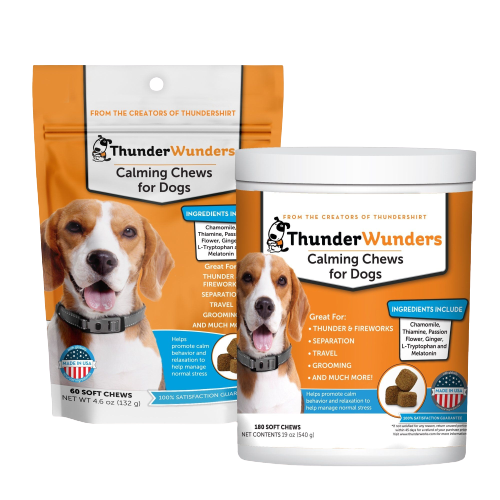 FROM THE CREATORS OF THUNDERSHIRT
ThunderWunders
Calming Chews
for Dogs
INGREDIENTS IN
Chamomile,
Thiamine, Passion
Flower, Ginger
L-Tryptophan and
Melatonin
Great For:
THUNDER &
FIREWORKS
SEPARATION
TRAVEL
GROOMING
AND MUCH MO
Helps
promote calm
behavior and
relaxation to
help manage
normal stress
MADE IN USA
60 SOFT CHEWS
NET WT 4.6 oz (132 g)
100% SATISFACTION GUARA
FROM THE CREATORS OF THUNDERSHIRT
ThunderWunders
Calming Chews
for Dogs
INGREDIENTS INCLUDE
Chamomile,
Thiamine, Passion
Flower, Ginger,
L-Tryptophan and
Melatonin
Great For:
• THUNDER & FIREWORKS
• SEPARATION
• TRAVEL
• GROOMING
• AND MUCH MORE!
Helps promote calm
behavior and relaxation to
help manage normal stress
MADE IN USA
100% SATISFACTION GUARANTEE
180 SOFT CHEWS
NET CONTENTS 19 oz (540 g)